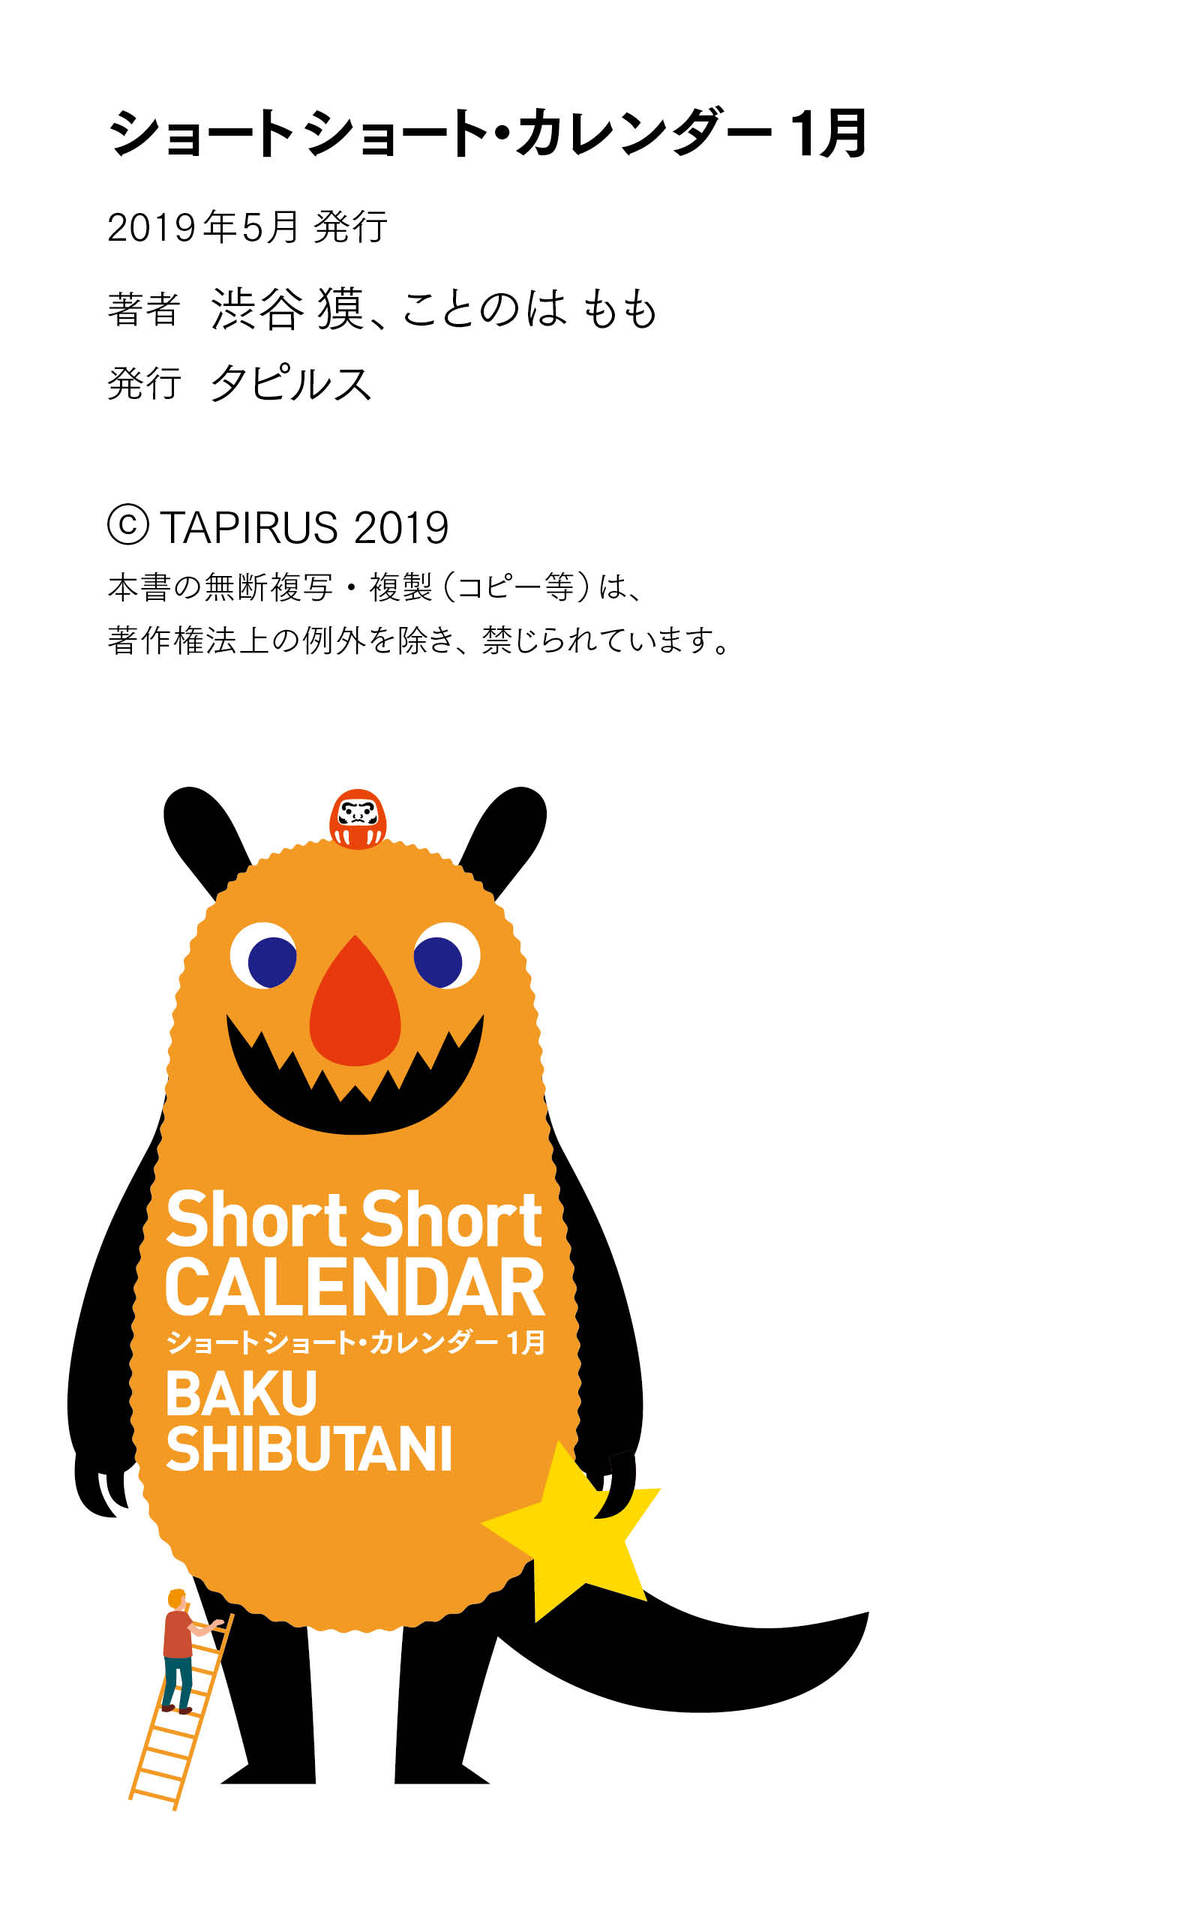 ショートショート・カレンダー 1月
2019年5月 発行
著者 渋谷 獏、ことのは もも
発行 タピルス
©TAPIRUS 2019
本書の無断複写・複製（コピー等）は、
著作権法上の例外を除き、禁じられています。
Short Short
CALENDAR
ショートショート・カレンダー 1月
BAKU
SHIBUTANI